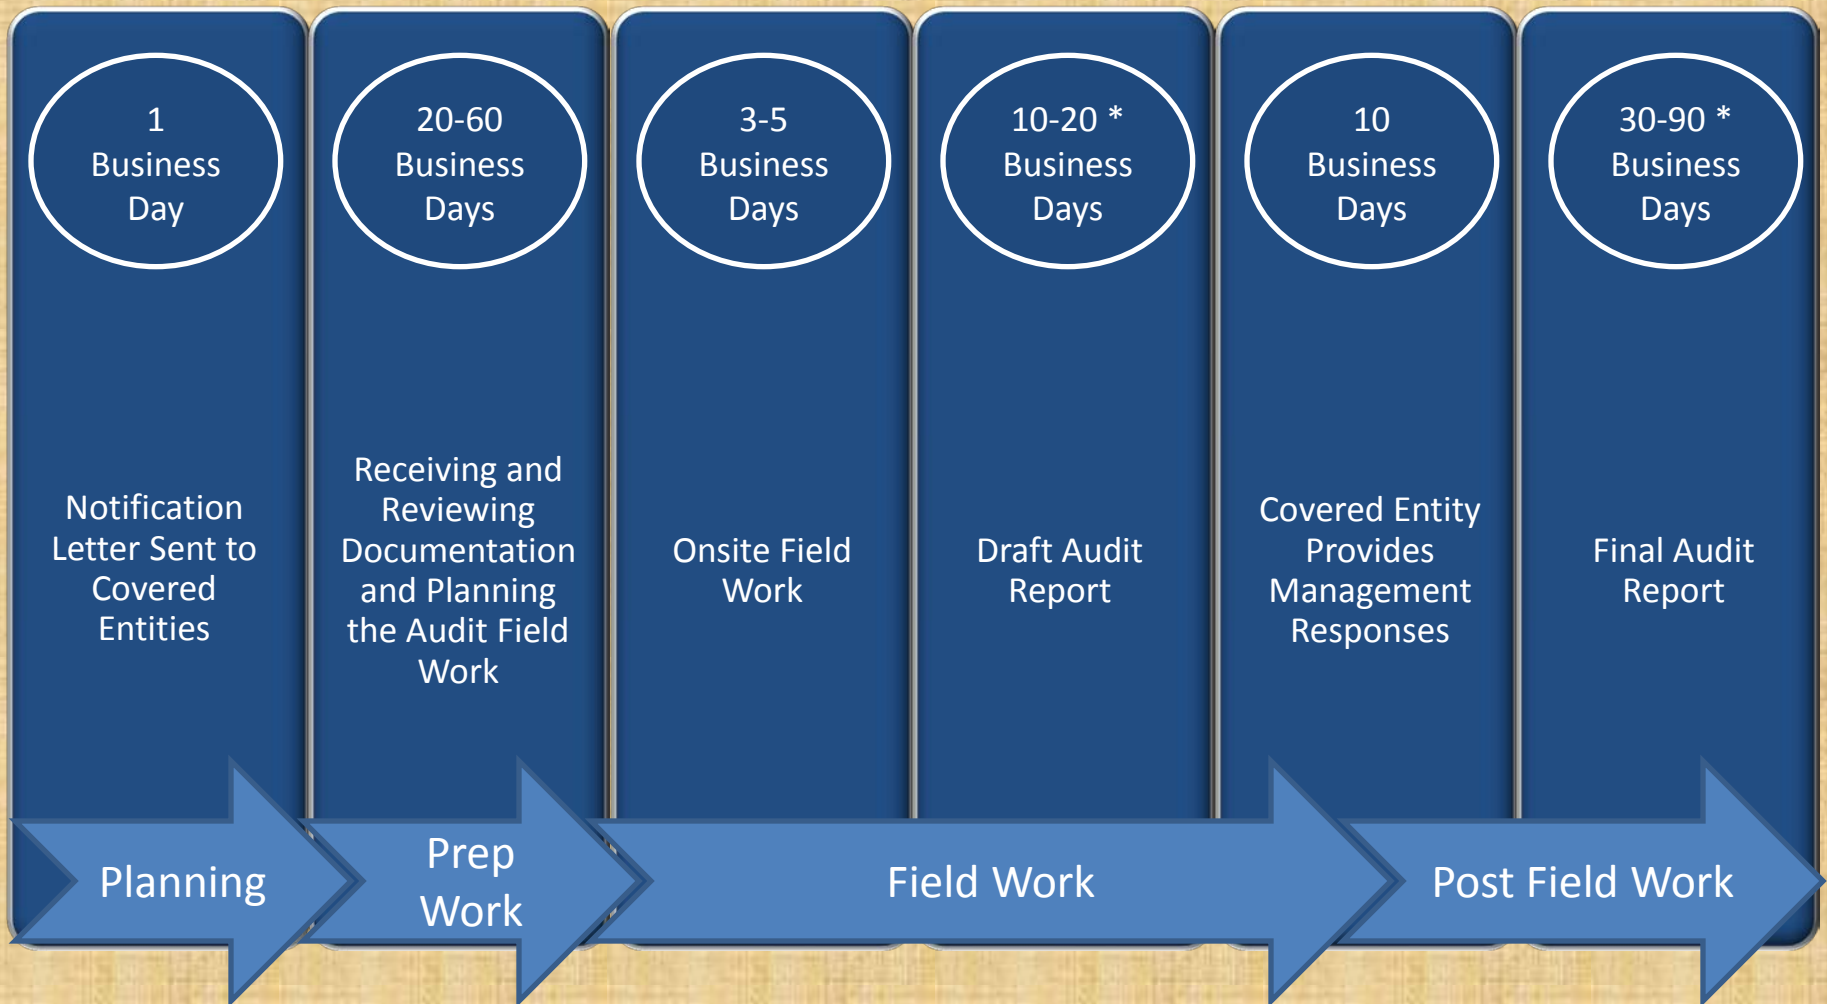 1
Business
Day
Notification
Letter Sent to
Covered
Entities
20-60
Business
Days
Receiving and
Reviewing
Documentation
and Planning
the Audit Field
Work
3-5
Business
Days
Onsite Field
Work
10-20 *
Business
Days
Draft Audit
Report
10
Business
Days
Covered Entity
Provides
Management
Responses
30-90 *
Business
Days
Final Audit
Report
Planning
Prep
Work
Field Work
Post Field Work